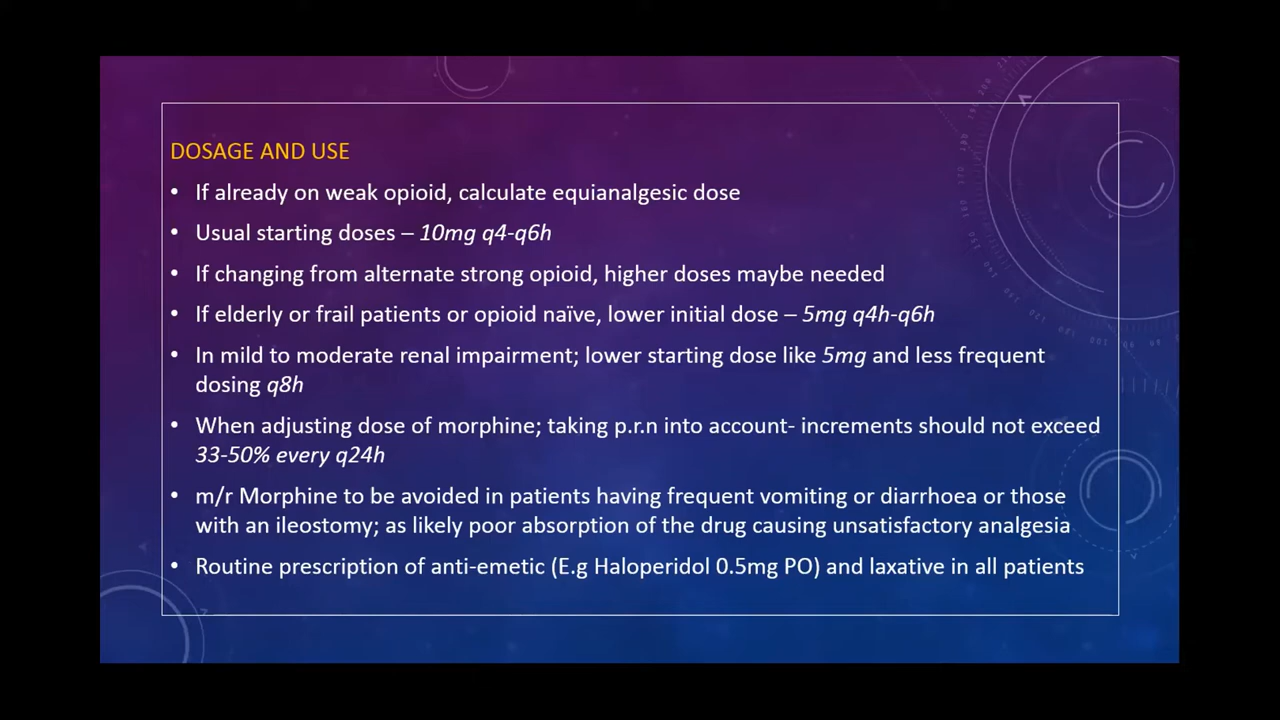 DOSAGE AND USE
• If already on weak opioid, calculate equianalgesic dose
• Usual starting doses – 10mg q4-q6h
• If changing from alternate strong opioid, higher doses maybe needed
• If elderly or frail patients or opioid naïve, lower initial dose – 5mg q4h-q6h
• In mild to moderate renal impairment; lower starting dose like 5mg and less frequent
dosing q8h
• When adjusting dose of morphine; taking p.r.n into account- increments should not exceed
33-50% every q24h
• m/r Morphine to be avoided in patients having frequent vomiting or diarrhoea or those
with an ileostomy; as likely poor absorption of the drug causing unsatisfactory analgesia
• Routine prescription of anti-emetic (E.g Haloperidol 0.5mg PO) and laxative in all patients